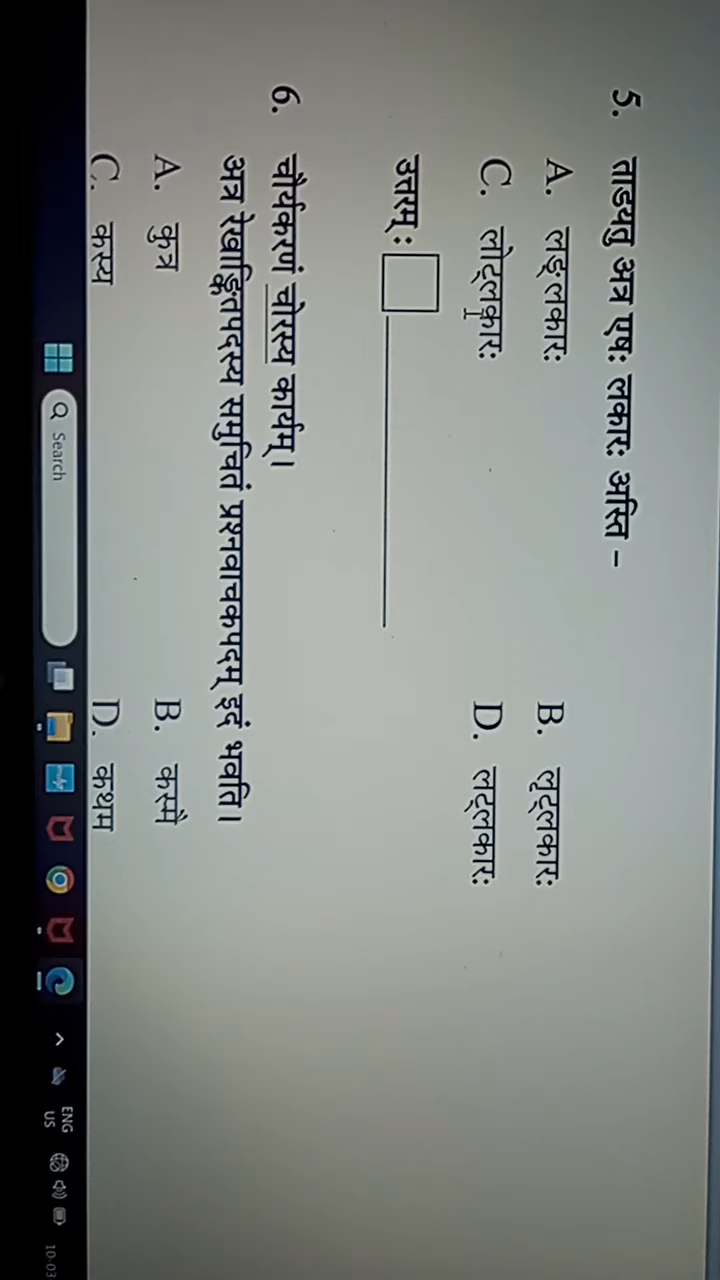 5. ताडयतु अत्र एषः लकारः अस्ति –
A. लङ्लकारः B. लृट्लकारः
C. लोट्लकारः D. लट्लकारः
उत्तरम् :
6. चौर्यकरणं चोरस्य कार्यम्।
अत्र रेखाङ्कितपदस्य समुचितं प्रश्नवाचकपदम् इदं भवति।
A. कुत्र B. कस्मै
C. कस्य D. कथम
Search
ENG
US
10:03